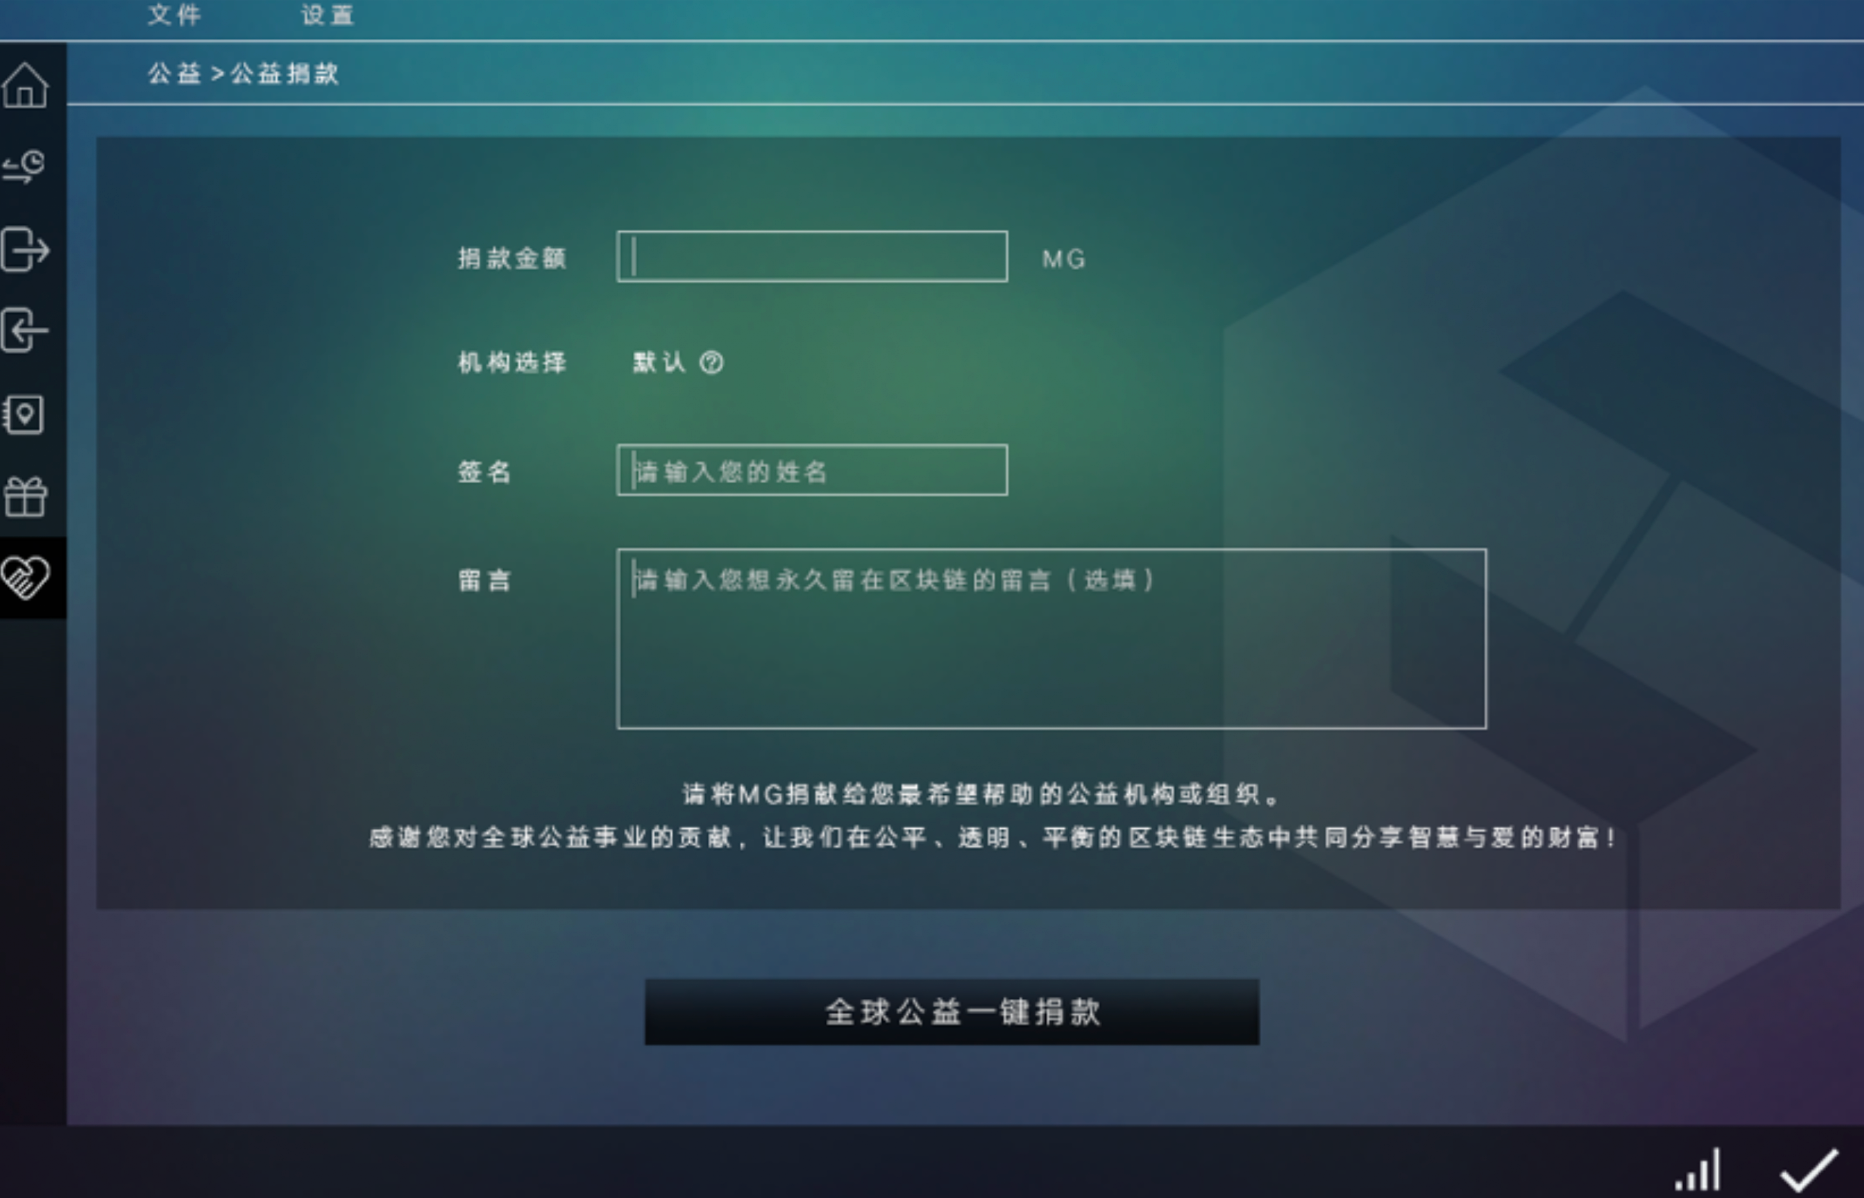 文件 设置
公益 >公益捐款
捐款金额 MG
机构选择 默认 ?
签名 请输入您的姓名
留言 请输入您想永久留在区块链的留言（选填）
请将MG捐献给您最希望帮助的公益机构或组织。
感谢您对全球公益事业的贡献，让我们在公平、透明、平衡的区块链生态中共同分享智慧与爱的财富！
全球公益一键捐款